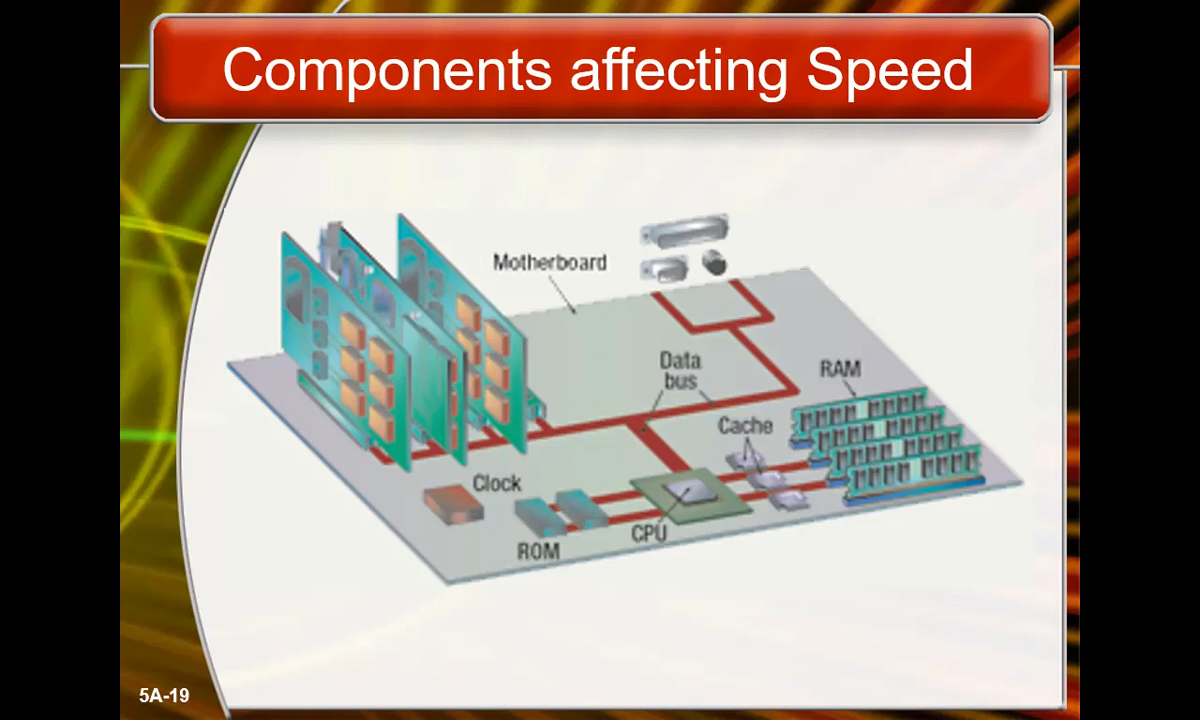 Components affecting Speed
Motherboard
Data
bus
RAM
Cache
Clock
CPU
ROM
5A-19